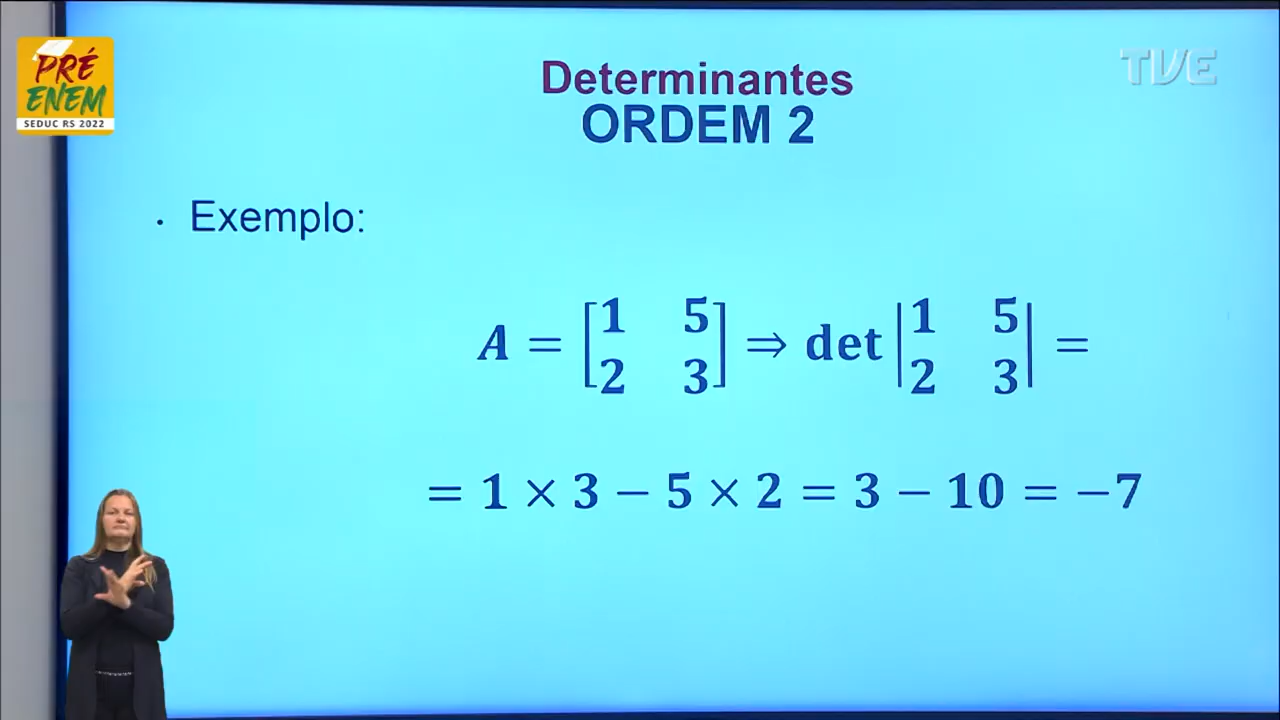 PRÉ
ENEM
SEDUC RS 2022
TVE
Determinantes
ORDEM 2
• Exemplo:
A = [1 5
2 3] ⇒ det |1 5
2 3| =
= 1 × 3 − 5 × 2 = 3 − 10 = −7